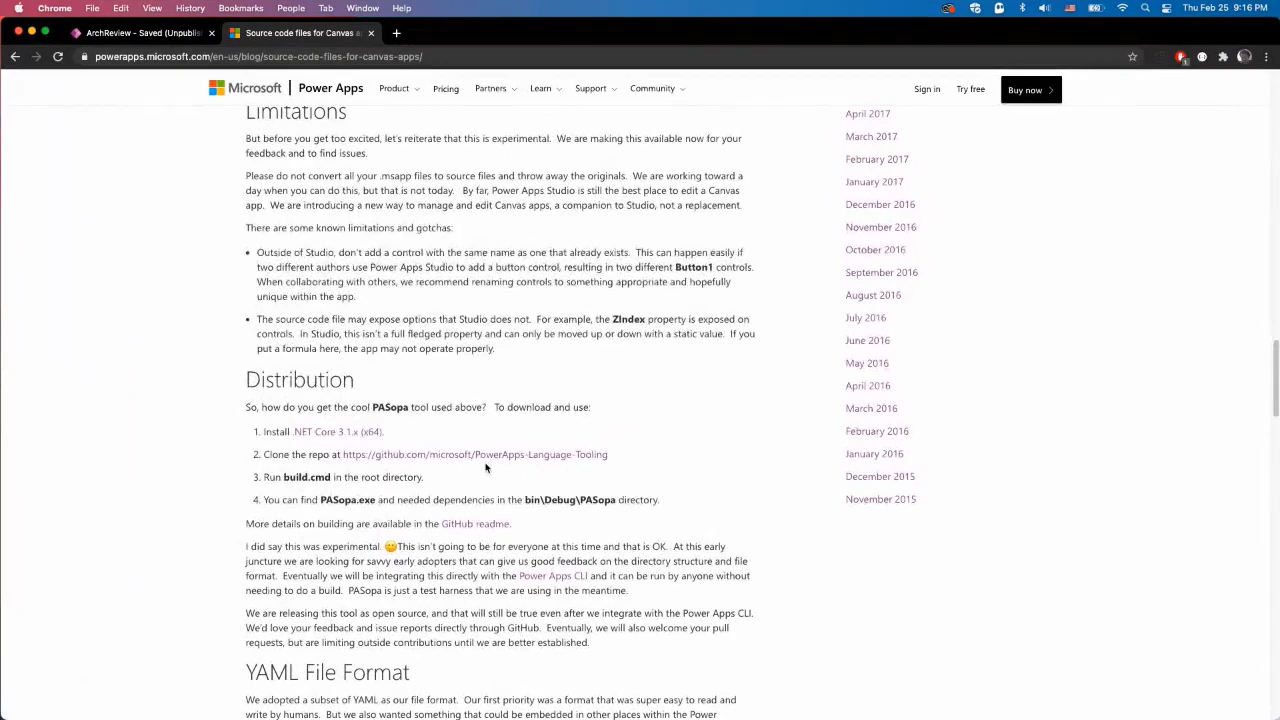 Chrome File Edit View History Bookmarks People Tab Window Help
Thu Feb 25 9:16 PM
ArchReview - Saved (Unpublis
Source code files for Canvas a
powerapps.microsoft.com/en-us/blog/source-code-files-for-canvas-apps/
Microsoft Power Apps Product Pricing Partners Learn Support Community Sign in Try free Buy now
Limitations
But before you get too excited, let's reiterate that this is experimental. We are making this available now for your
feedback and to find issues.
Please do not convert all your .msapp files to source files and throw away the originals. We are working toward a
day when you can do this, but that is not today. By far, Power Apps Studio is still the best place to edit a Canvas
app. We are introducing a new way to manage and edit Canvas apps, a companion to Studio, not a replacement.
There are some known limitations and gotchas:
Outside of Studio, don't add a control with the same name as one that already exists. This can happen easily if
two different authors use Power Apps Studio to add a button control, resulting in two different Button1 controls.
When collaborating with others, we recommend renaming controls to something appropriate and hopefully
unique within the app.
The source code file may expose options that Studio does not. For example, the ZIndex property is exposed on
controls. In Studio, this isn't a full fledged property and can only be moved up or down with a static value. If you
put a formula here, the app may not operate properly.
Distribution
So, how do you get the cool PASopa tool used above? To download and use:
1. Install .NET Core 3.1.x (x64).
2. Clone the repo at https://github.com/microsoft/PowerApps-Language-Tooling
3. Run build.cmd in the root directory.
4. You can find PASopa.exe and needed dependencies in the bin\Debug\PASopa directory.
More details on building are available in the GitHub readme.
I did say this was experimental. 🙂This isn't going to be for everyone at this time and that is OK. At this early
juncture we are looking for savvy early adopters that can give us good feedback on the directory structure and file
format. Eventually we will be integrating this directly with the Power Apps CLI and it can be run by anyone without
needing to do a build. PASopa is just a test harness that we are using in the meantime.
We are releasing this tool as open source, and that will still be true even after we integrate with the Power Apps CLI.
We'd love your feedback and issue reports directly through GitHub. Eventually, we will also welcome your pull
requests, but are limiting outside contributions until we are better established.
YAML File Format
We adopted a subset of YAML as our file format. Our first priority was a format that was super easy to read and
write by humans. But we also wanted something that could be embedded in other places within the Power
April 2017
March 2017
February 2017
January 2017
December 2016
November 2016
October 2016
September 2016
August 2016
July 2016
June 2016
May 2016
April 2016
March 2016
February 2016
January 2016
December 2015
November 2015